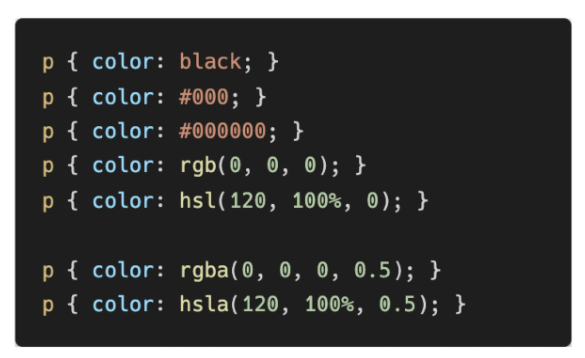 p { color: black; }
p { color: #000; }
p { color: #000000; }
p { color: rgb(0, 0, 0); }
p { color: hsl(120, 100%, 0); }
p { color: rgba(0, 0, 0, 0.5); }
p { color: hsla(120, 100%, 0.5); }